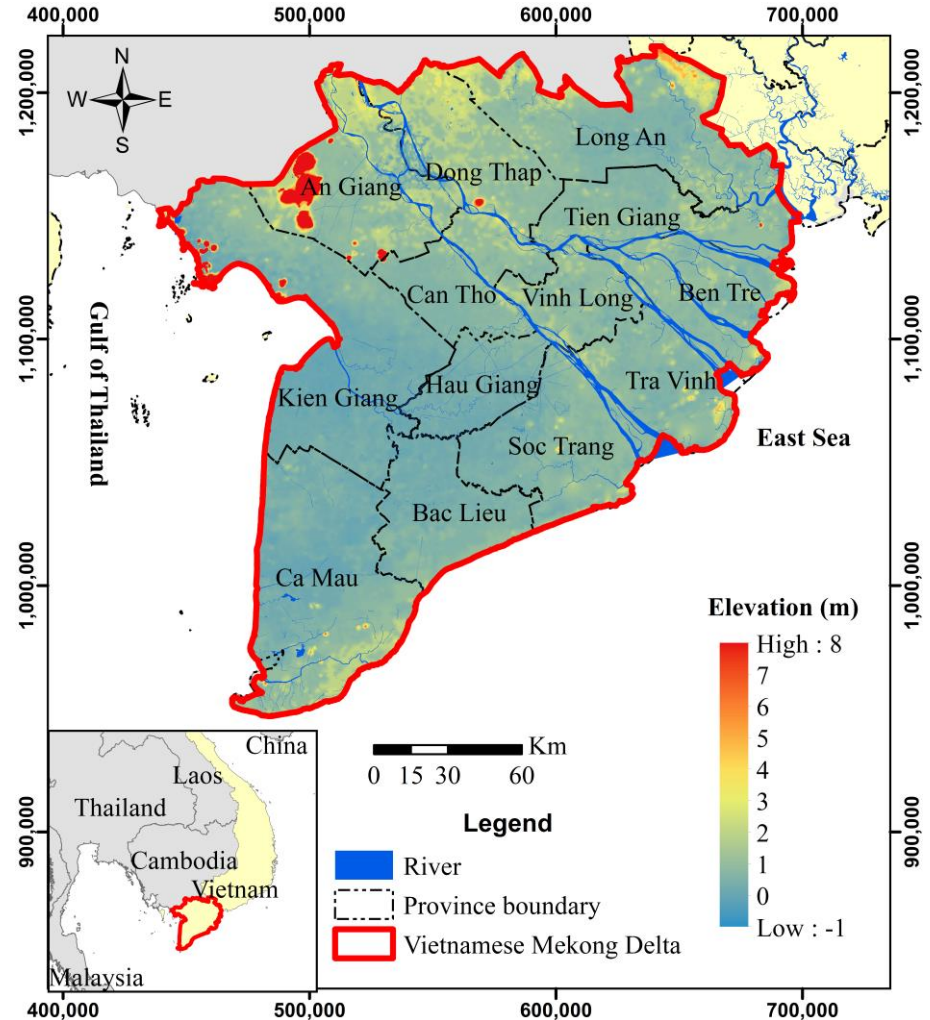 400,000 500,000 600,000 700,000
1,200,000
1,100,000
1,000,000
900,000
N
W E
S
Long An
An Giang
Dong Thap
Tien Giang
Can Tho
Vinh Long
Ben Tre
Kien Giang
Hau Giang
Tra Vinh
Soc Trang
Bac Lieu
Ca Mau
Gulf of Thailand
East Sea
Elevation (m)
High : 8
7
6
5
4
3
2
1
0
Low : -1
Km
0 15 30 60
Legend
River
Province boundary
Vietnamese Mekong Delta
China
Laos
Thailand
Cambodia
Vietnam
Malaysia
1,200,000
1,100,000
1,000,000
900,000
400,000 500,000 600,000 700,000